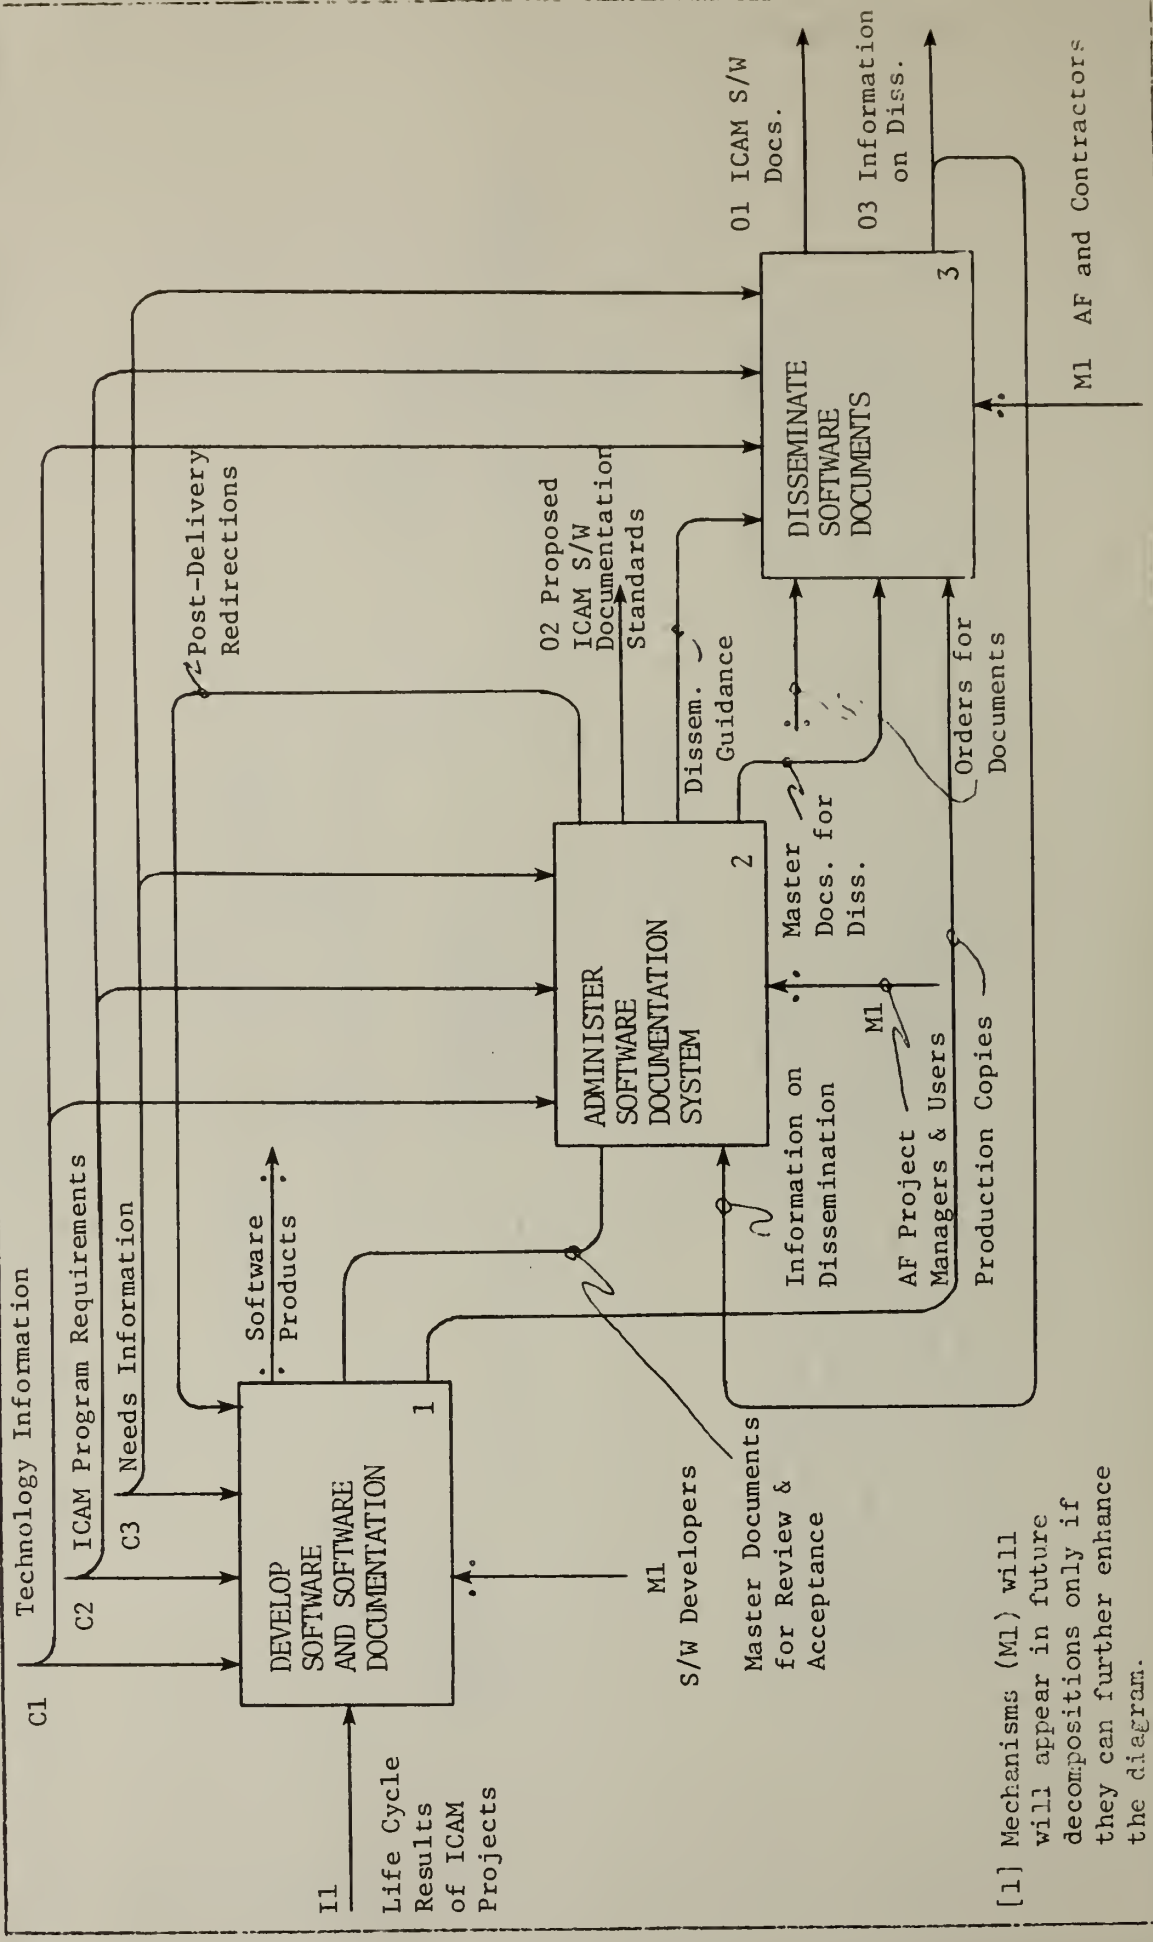 C1
Technology Information
C2
ICAM Program Requirements
C3
Needs Information
I1
Life Cycle
Results
of ICAM
Projects
DEVELOP
SOFTWARE
AND SOFTWARE
DOCUMENTATION
1
Software
Products
M1
S/W Developers
Master Documents
for Review &
Acceptance
Post-Delivery
Redirections
ADMINISTER
SOFTWARE
DOCUMENTATION
SYSTEM
2
O2 Proposed
ICAM S/W
Documentation
Standards
Dissem.
Guidance
Master
Docs. for
Diss.
Information on
Dissemination
M1
AF Project
Managers & Users
Production Copies
Orders for
Documents
DISSEMINATE
SOFTWARE
DOCUMENTS
3
O1 ICAM S/W
Docs.
O3 Information
on Diss.
M1 AF and Contractors
[1] Mechanisms (M1) will
will appear in future
decompositions only if
they can further enhance
the diagram.